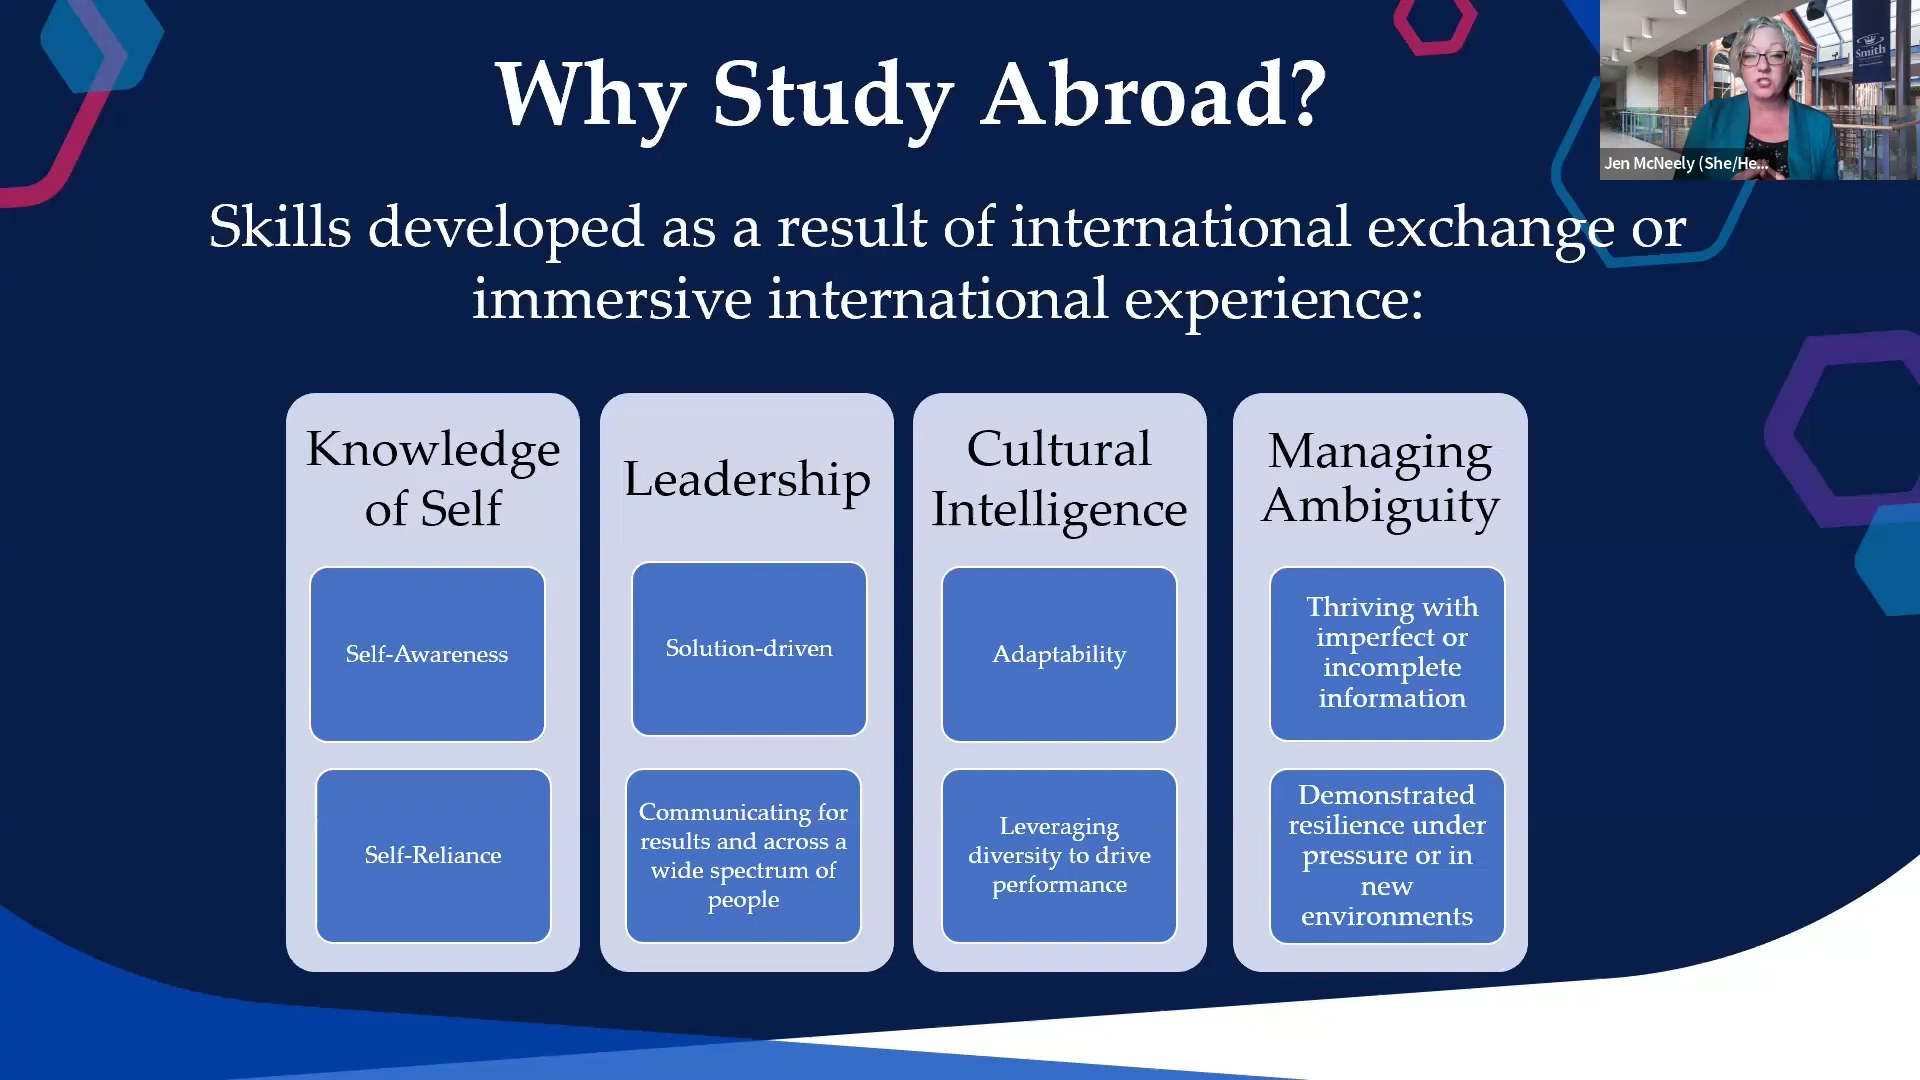 Why Study Abroad?
Smith
Jen McNeely (She/He...
Skills developed as a result of international exchange or
immersive international experience:
Knowledge
of Self
Self-Awareness
Self-Reliance
Leadership
Solution-driven
Communicating for
results and across a
wide spectrum of
people
Cultural
Intelligence
Adaptability
Leveraging
diversity to drive
performance
Managing
Ambiguity
Thriving with
imperfect or
incomplete
information
Demonstrated
resilience under
pressure or in
new
environments